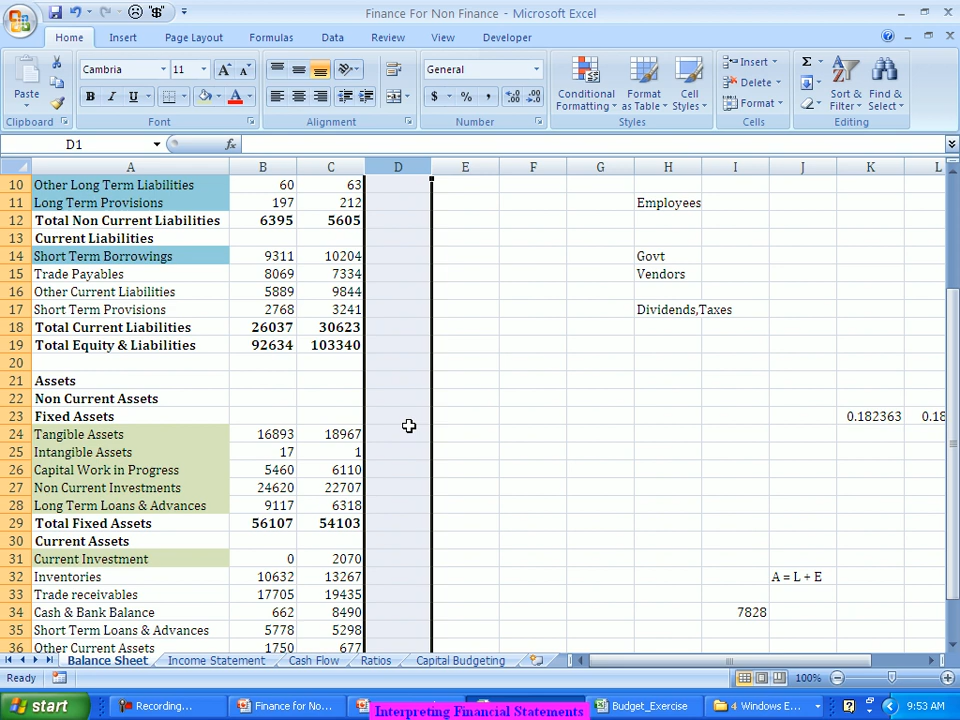 Finance For Non Finance - Microsoft Excel
Home Insert Page Layout Formulas Data Review View Developer
Paste Cambria 11 General Conditional Formatting Format as Table Cell Styles Insert Delete Format Sort & Filter Find & Select
B I U $ %
Clipboard Font Alignment Number Styles Cells Editing
D1 fx
A B C D E F G H I J K L
10 Other Long Term Liabilities 60 63
11 Long Term Provisions 197 212 Employees
12 Total Non Current Liabilities 6395 5605
13 Current Liabilities
14 Short Term Borrowings 9311 10204 Govt
15 Trade Payables 8069 7334 Vendors
16 Other Current Liabilities 5889 9844
17 Short Term Provisions 2768 3241 Dividends,Taxes
18 Total Current Liabilities 26037 30623
19 Total Equity & Liabilities 92634 103340
20
21 Assets
22 Non Current Assets
23 Fixed Assets 0.182363 0.18
24 Tangible Assets 16893 18967
25 Intangible Assets 17 1
26 Capital Work in Progress 5460 6110
27 Non Current Investments 24620 22707
28 Long Term Loans & Advances 9117 6318
29 Total Fixed Assets 56107 54103
30 Current Assets
31 Current Investment 0 2070
32 Inventories 10632 13267 A = L + E
33 Trade receivables 17705 19435
34 Cash & Bank Balance 662 8490 7828
35 Short Term Loans & Advances 5778 5298
36 Other Current Assets 1750 677
Balance Sheet Income Statement Cash Flow Ratios Capital Budgeting
Ready 100%
start Recording... Finance for No... Budget_Exercise 4 Windows E... 9:53 AM
Interpreting Financial Statements